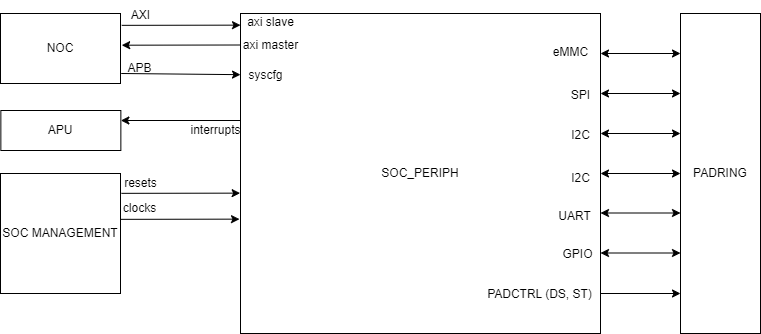 AXI
axi slave
NOC
axi master
eMMC
APB
syscfg
SPI
APU
interrupts
I2C
SOC_PERIPH
PADRING
I2C
resets
clocks
UART
SOC MANAGEMENT
GPIO
PADCTRL (DS, ST)